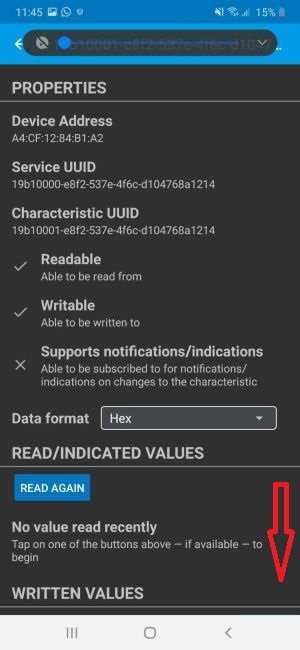 11:45 15%
19b10001-e8f2-537e-4f6c-d1047...
PROPERTIES
Device Address
A4:CF:12:84:B1:A2
Service UUID
19b10000-e8f2-537e-4f6c-d104768a1214
Characteristic UUID
19b10001-e8f2-537e-4f6c-d104768a1214
Readable
Able to be read from
Writable
Able to be written to
Supports notifications/indications
Able to be subscribed to for notifications/
indications on changes to the characteristic
Data format Hex
READ/INDICATED VALUES
READ AGAIN
No value read recently
Tap on one of the buttons above — if available — to
begin
WRITTEN VALUES